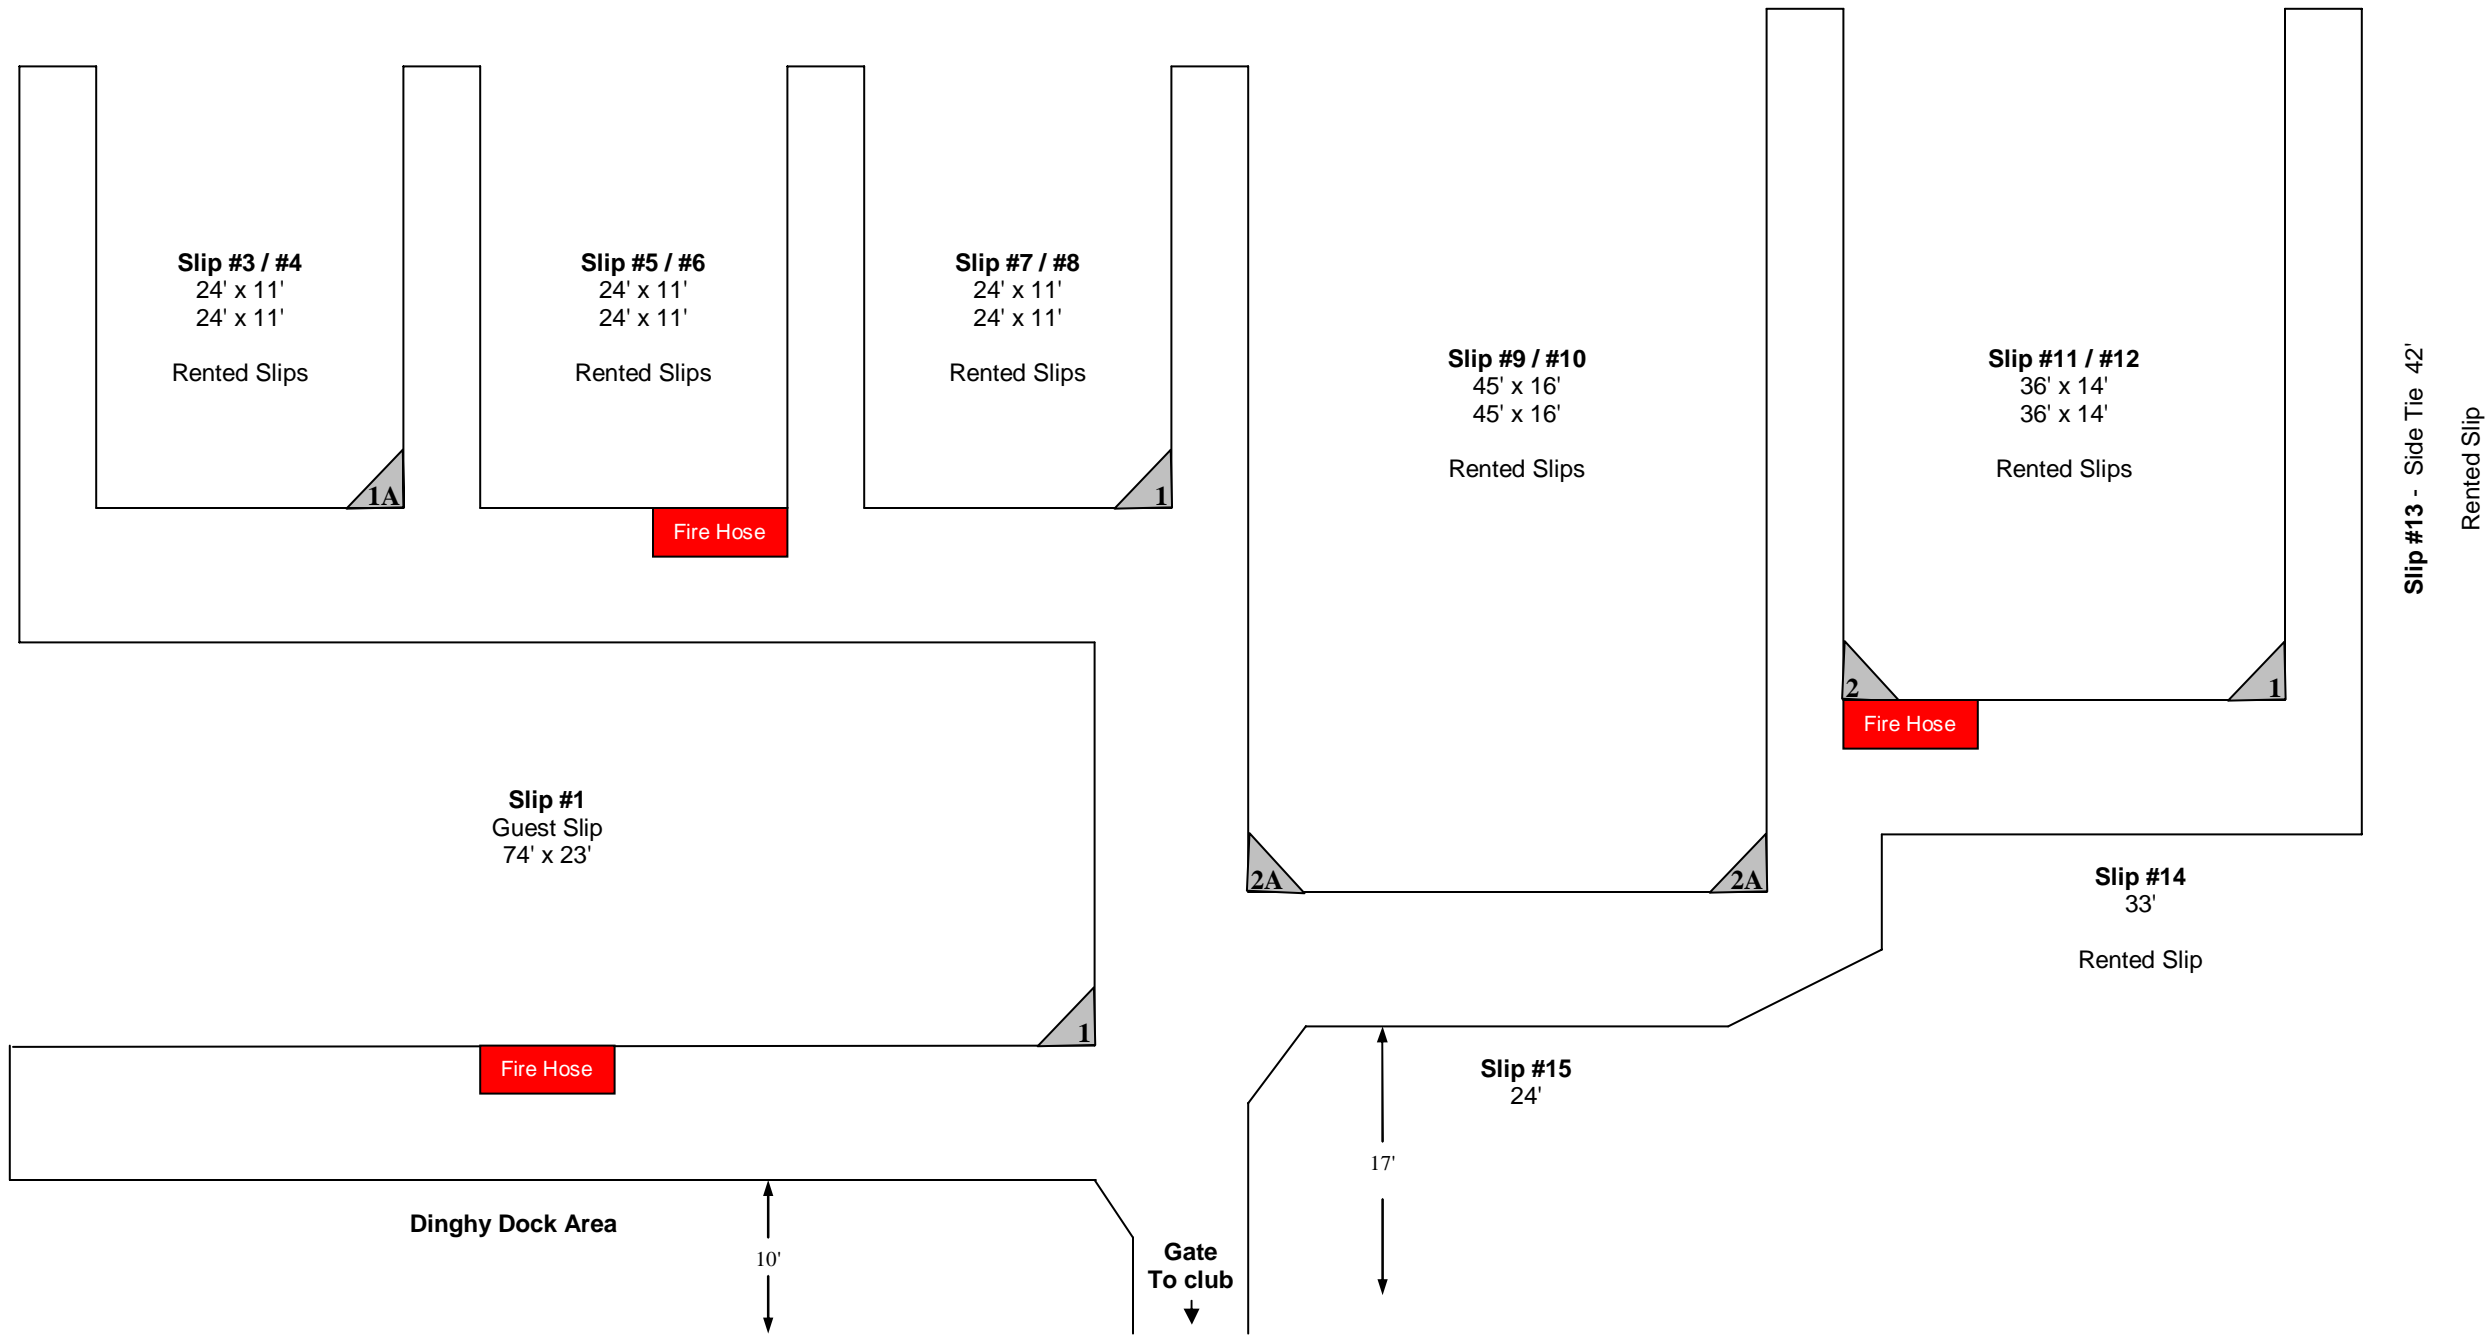 Slip #3 / #4
24' x 11'
24' x 11'
Rented Slips
1A
Slip #5 / #6
24' x 11'
24' x 11'
Rented Slips
Fire Hose
Slip #7 / #8
24' x 11'
24' x 11'
Rented Slips
1
Slip #9 / #10
45' x 16'
45' x 16'
Rented Slips
2A
2A
Slip #11 / #12
36' x 14'
36' x 14'
Rented Slips
2
1
Fire Hose
Slip #13 - Side Tie 42'
Rented Slip
Slip #1
Guest Slip
74' x 23'
1
Fire Hose
Slip #14
33'
Rented Slip
Slip #15
24'
17'
Dinghy Dock Area
10'
Gate
To club